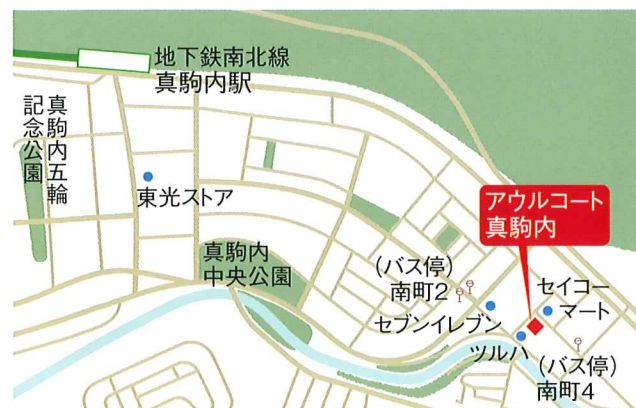 地下鉄南北線
真駒内駅
真駒内五輪
記念公園
東光ストア
真駒内
中央公園
アウルコート
真駒内
(バス停)
南町2
セブンイレブン
セイコー
マート
ツルハ
(バス停)
南町4